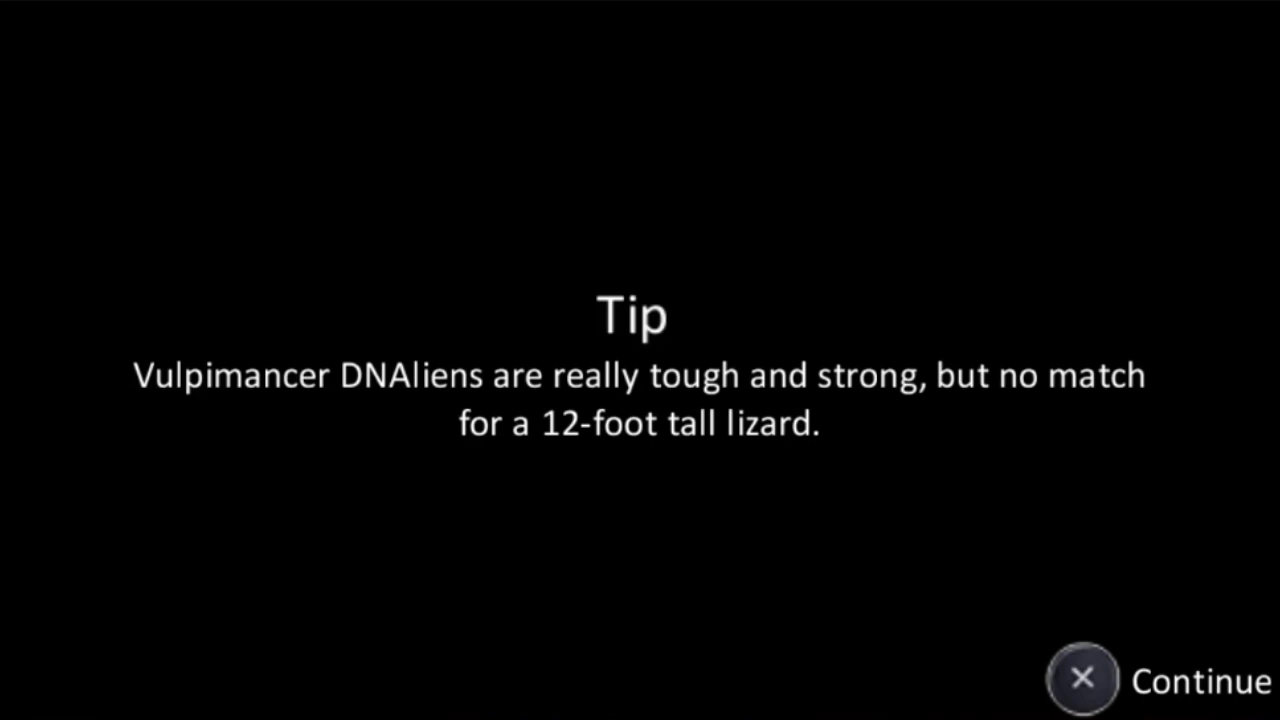 Tip
Vulpimancer DNAliens are really tough and strong, but no match
for a 12-foot tall lizard.
Continue